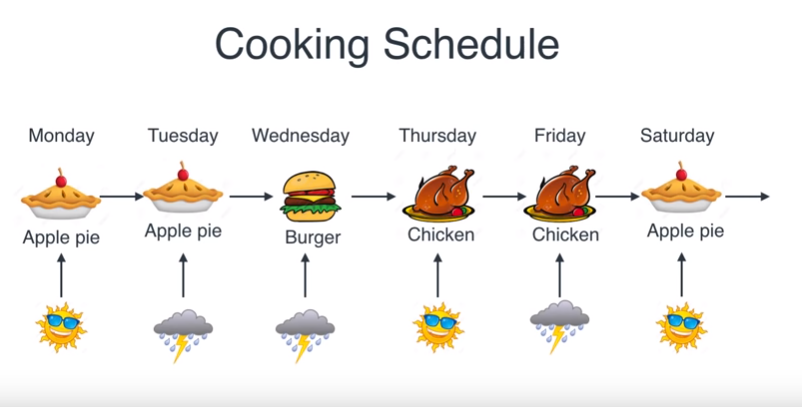 Cooking Schedule
Monday Tuesday Wednesday Thursday Friday Saturday
Apple pie Apple pie Burger Chicken Chicken Apple pie